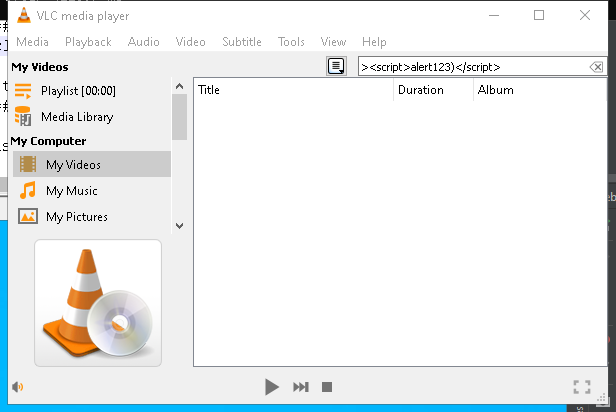 VLC media player
Media Playback Audio Video Subtitle Tools View Help
My Videos
><script>alert123)</script>
Playlist [00:00]
Media Library
My Computer
My Videos
My Music
My Pictures
Title Duration Album